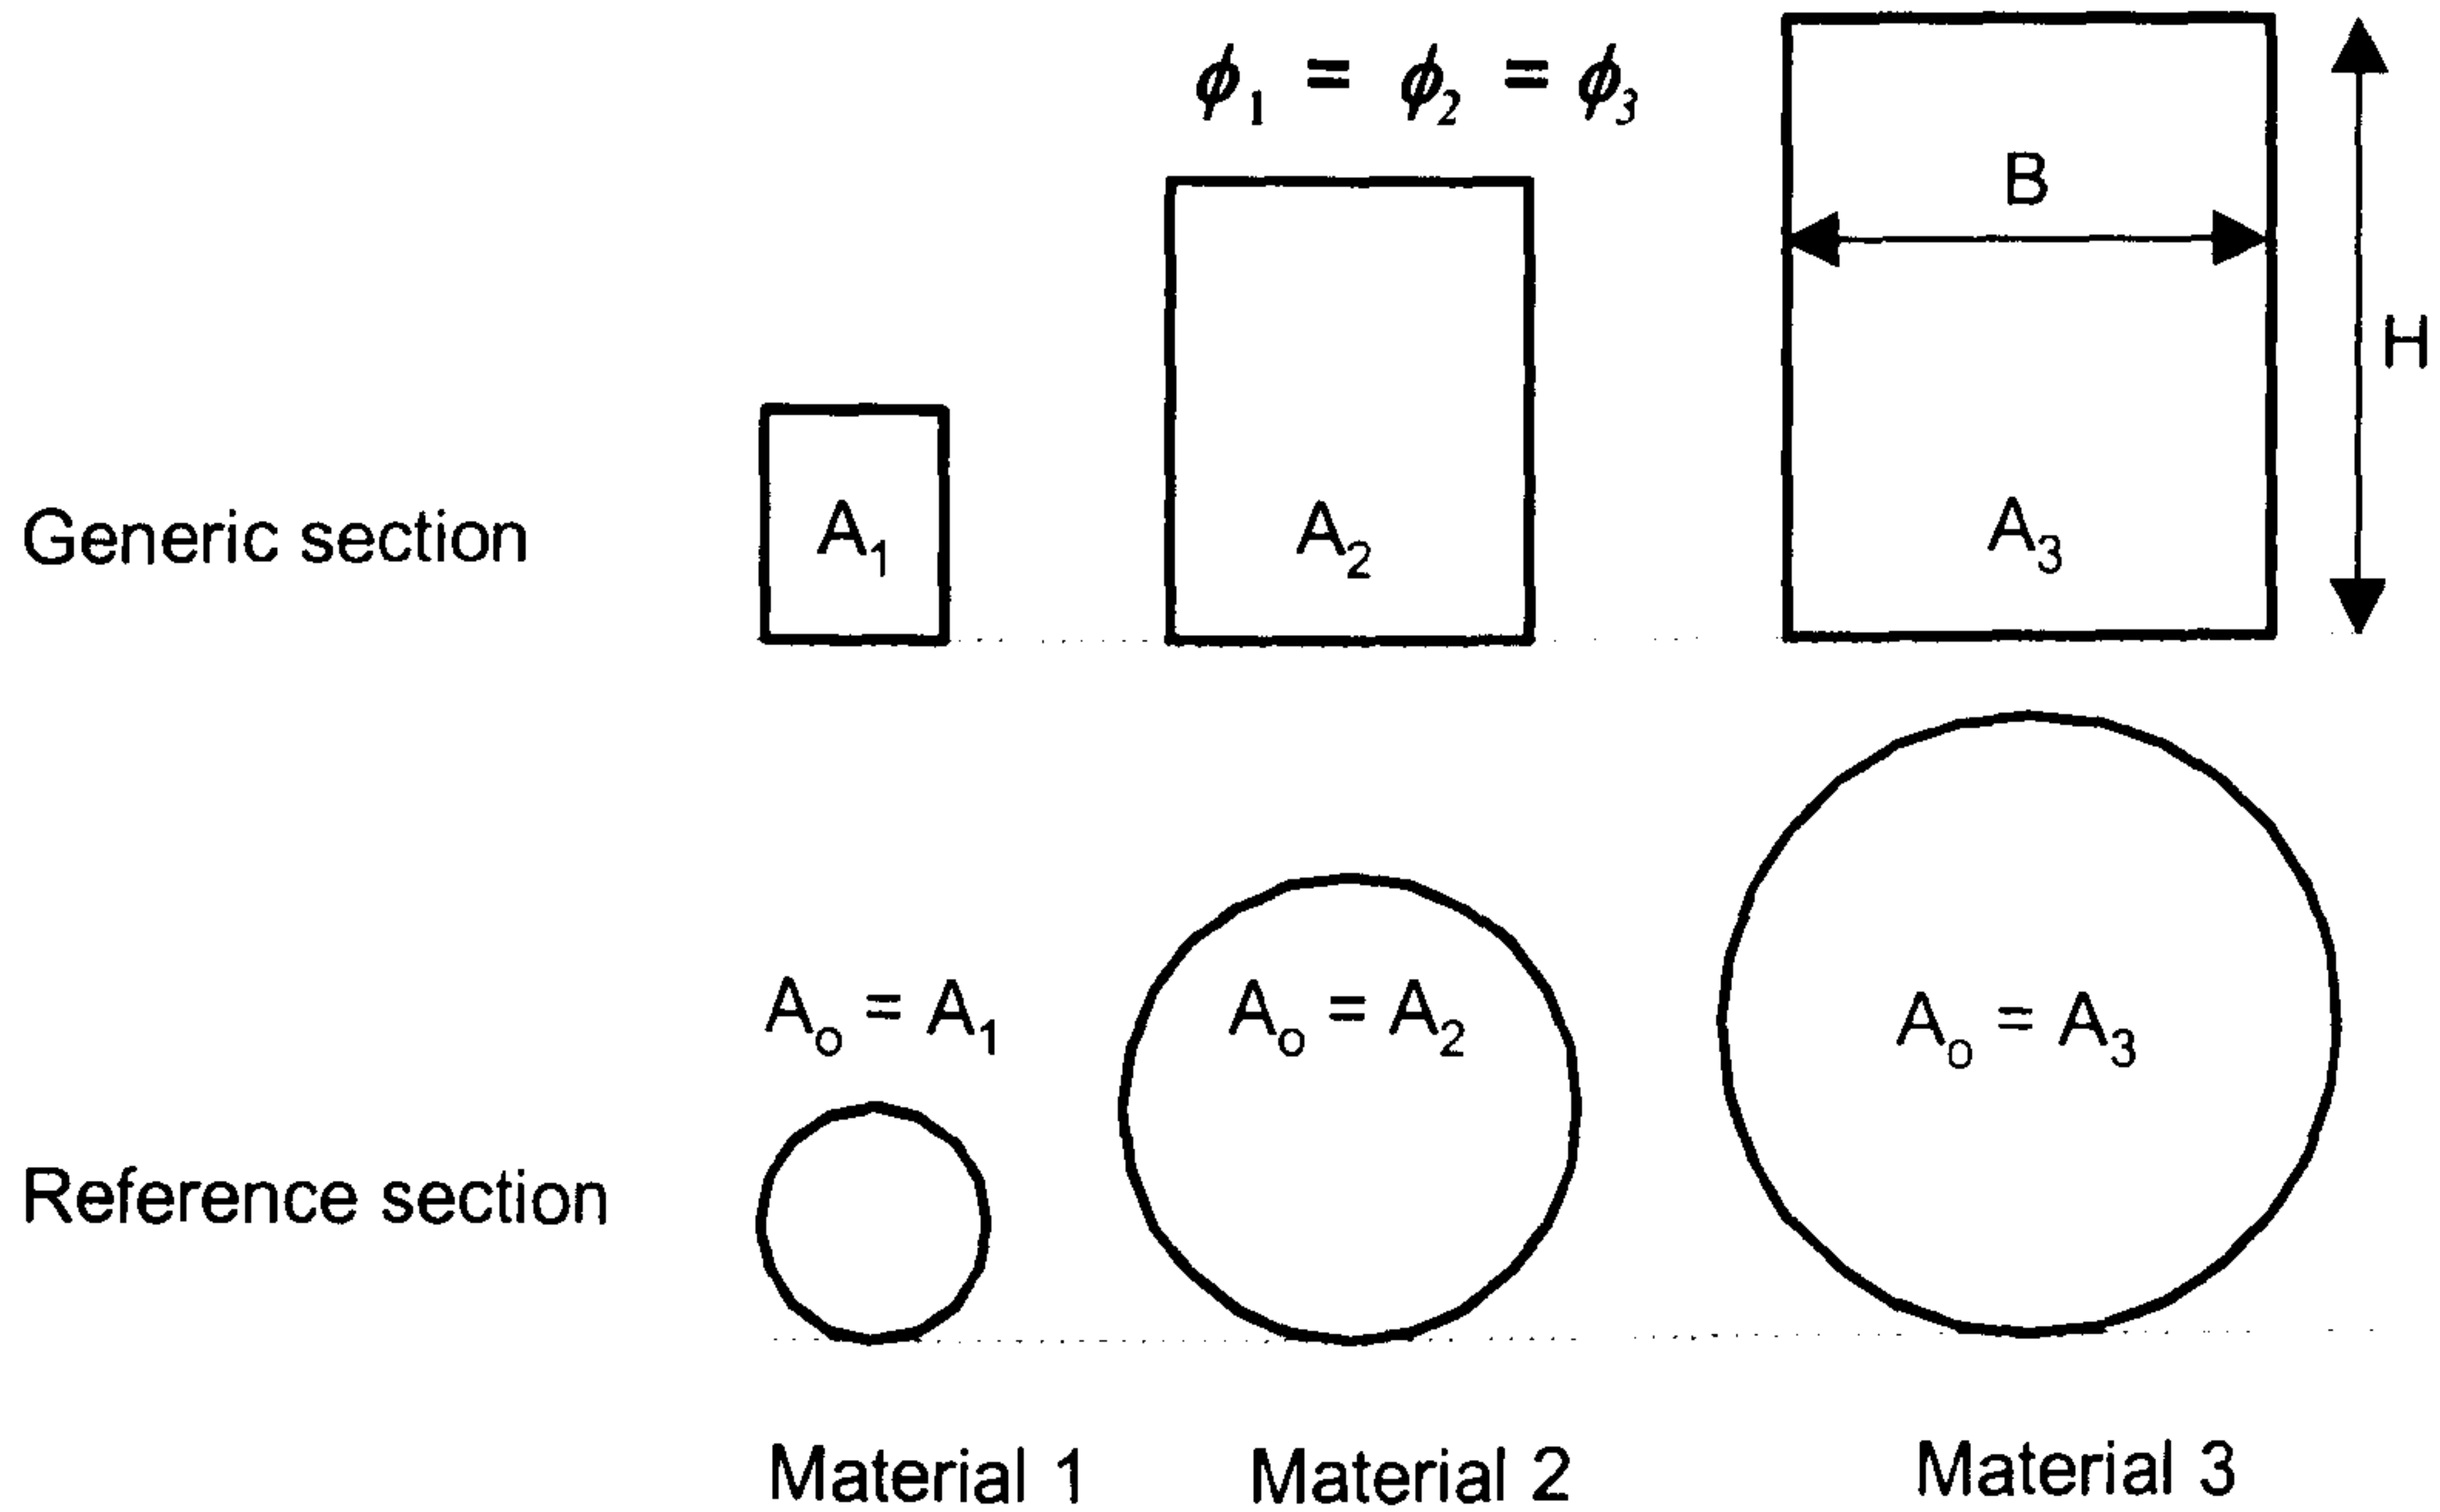 ϕ₁ = ϕ₂ = ϕ₃
B
H
Generic section
A₁
A₂
A₃
Aₒ = A₁
Aₒ = A₂
Aₒ = A₃
Reference section
Material 1
Material 2
Material 3